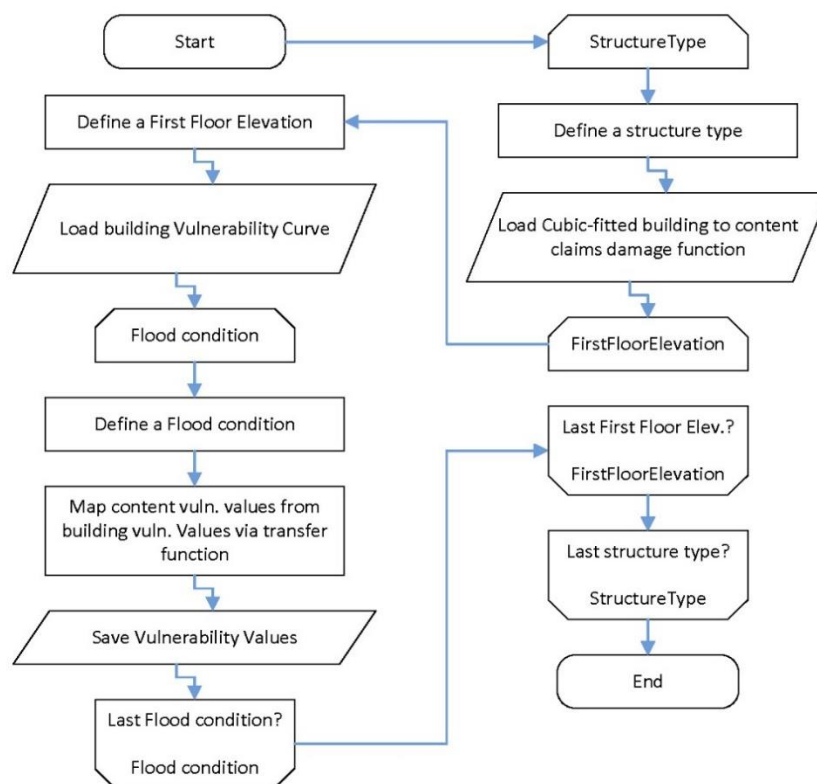 Start
StructureType
Define a structure type
Load Cubic-fitted building to content
claims damage function
FirstFloorElevation
Define a First Floor Elevation
Load building Vulnerability Curve
Flood condition
Define a Flood condition
Map content vuln. values from
building vuln. Values via transfer
function
Save Vulnerability Values
Last Flood condition?
Flood condition
Last First Floor Elev.?
FirstFloorElevation
Last structure type?
StructureType
End